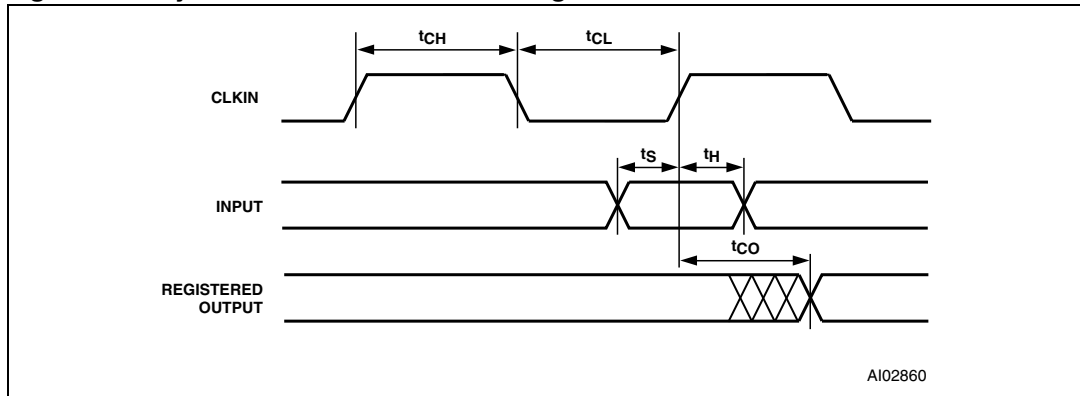 tCH tCL
CLKIN
tS tH
INPUT
tCO
REGISTERED
OUTPUT
AI02860